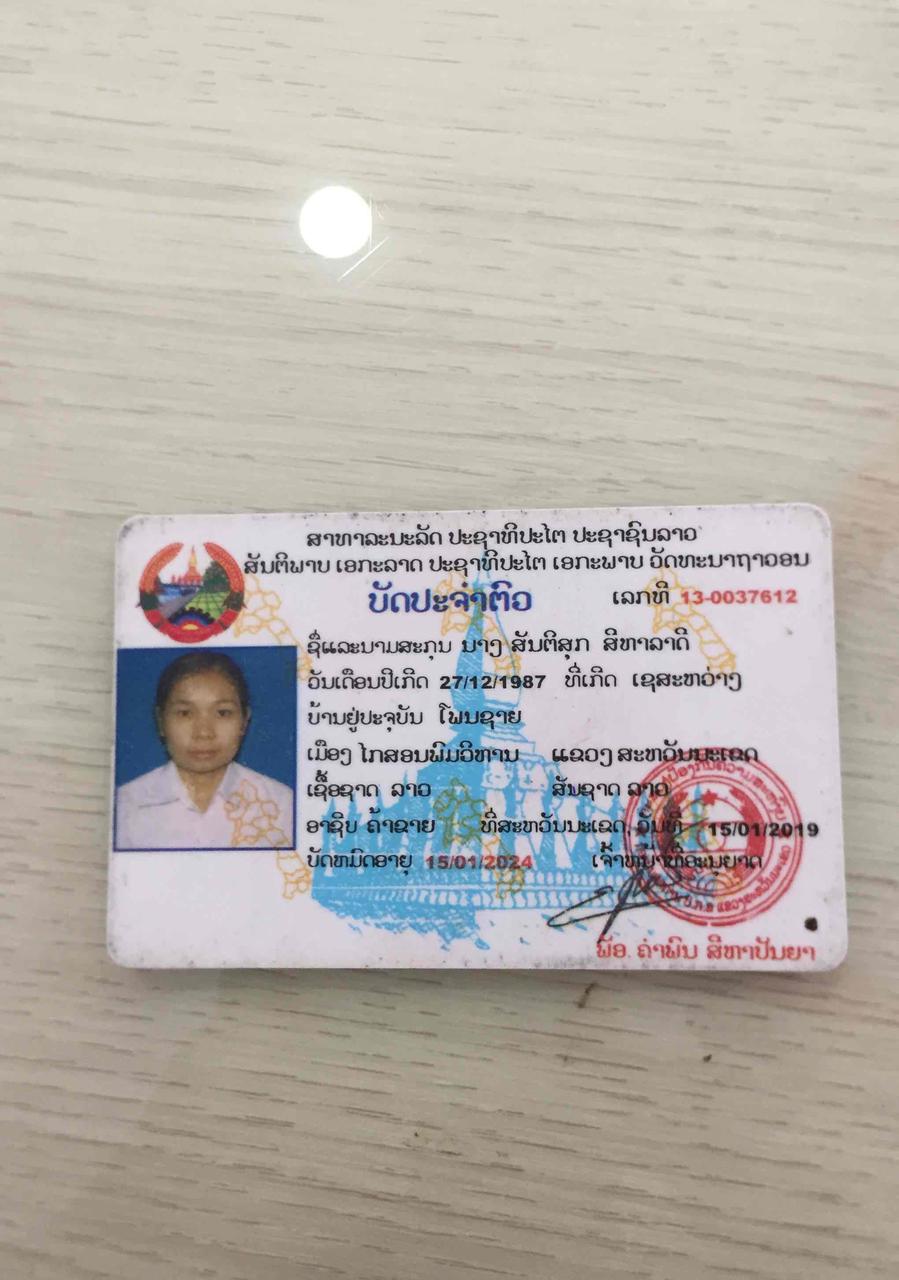 ສາທາລະນະລັດ ປະຊາທິປະໄຕ ປະຊາຊົນລາວ
ສັນຕິພາບ ເອກະລາດ ປະຊາທິປະໄຕ ເອກະພາບ ວັດທະນາຖາວອນ
ບັດປະຈຳຕົວ ເລກທີ 13-0037612
ຊື່ແລະນາມສະກຸນ ນາງ ສັນຕິສຸກ ສີທາລາດີ
ວັນເດືອນປີເກີດ 27/12/1987 ທີ່ເກີດ ເຊສະຫວ່າງ
ບ້ານຢູ່ປະຈຸບັນ ໂພນຊາຍ
ເມືອງ ໄກສອນພົມວິຫານ ແຂວງ ສະຫວັນນະເຂດ
ເຊື້ອຊາດ ລາວ ສັນຊາດ ລາວ
ອາຊີບ ຄ້າຂາຍ ທີ່ສະຫວັນນະເຂດ, ວັນທີ 15/01/2019
ບັດຫມົດອາຍຸ 15/01/2024 ເຈົ້າຫນ້າທີ່ອະນຸຍາດ
ພັອ. ຄຳພົນ ສີຫາປັນຍາ